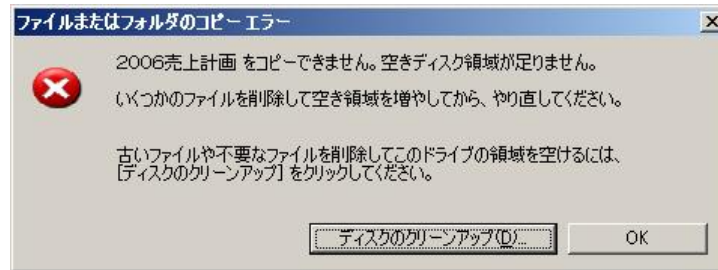 ファイルまたはフォルダのコピー エラー
2006売上計画 をコピーできません。空きディスク領域が足りません。
いくつかのファイルを削除して空き領域を増やしてから、やり直してください。
古いファイルや不要なファイルを削除してこのドライブの領域を空けるには、
[ディスクのクリーンアップ] をクリックしてください。
ディスクのクリーンアップ(D)...
OK